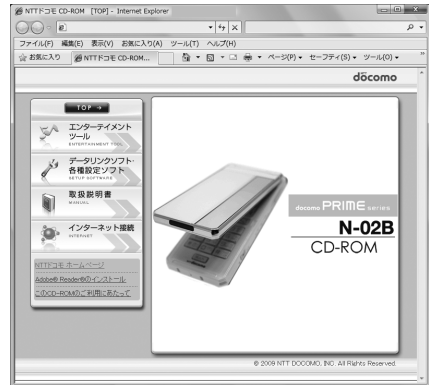 NTTドコモ CD-ROM [TOP] - Internet Explorer
ファイル(F) 編集(E) 表示(V) お気に入り(A) ツール(T) ヘルプ(H)
お気に入り NTTドコモ CD-ROM... ページ(P) セーフティ(S) ツール(O)
döcomo
TOP
エンターテイメント
ツール
ENTERTAINMENT TOOL
データリンクソフト・
各種設定ソフト
SETUP SOFTWARE
取扱説明書
MANUAL
インターネット接続
INTERNET
NTTドコモ ホームページ
Adobe® Reader®のインストール
このCD-ROMのご利用にあたって
docomo PRIME series
N-02B
CD-ROM
© 2009 NTT DOCOMO, INC. All Rights Reserved.